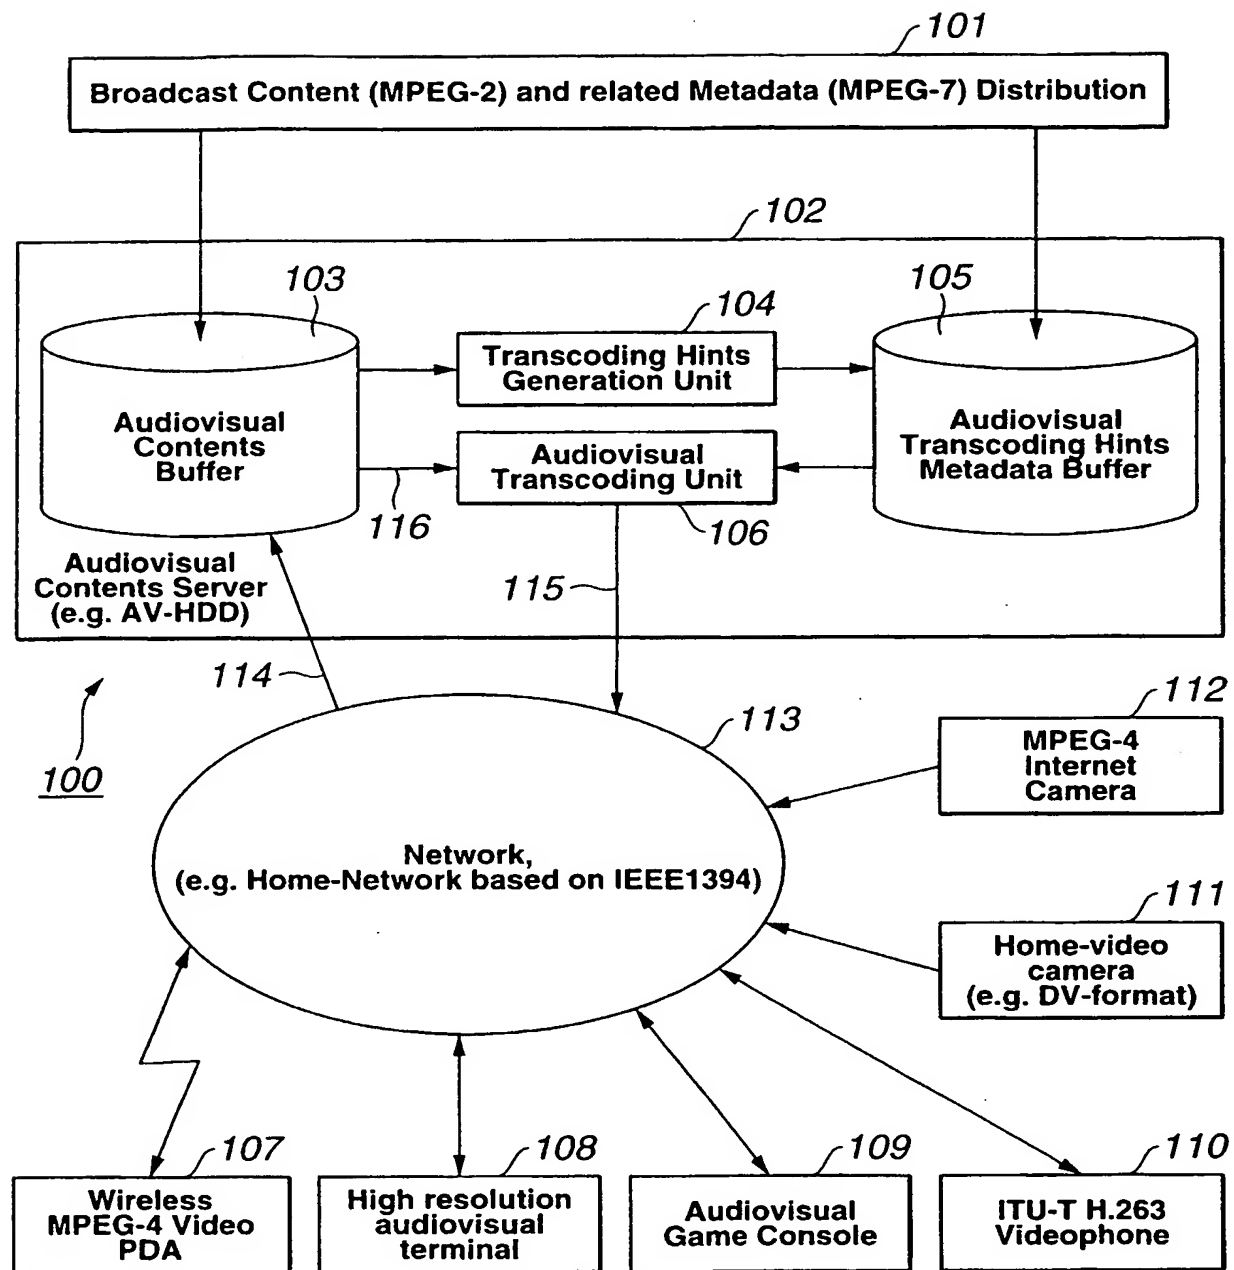 101
Broadcast Content (MPEG-2) and related Metadata (MPEG-7) Distribution
102
103
104
105
Transcoding Hints
Generation Unit
Audiovisual
Contents
Buffer
Audiovisual
Transcoding Hints
Metadata Buffer
Audiovisual
Transcoding Unit
116
106
Audiovisual
Contents Server
(e.g. AV-HDD)
115
114
100
113
112
MPEG-4
Internet
Camera
Network,
(e.g. Home-Network based on IEEE1394)
111
Home-video
camera
(e.g. DV-format)
107
Wireless
MPEG-4 Video
PDA
108
High resolution
audiovisual
terminal
109
Audiovisual
Game Console
110
ITU-T H.263
Videophone